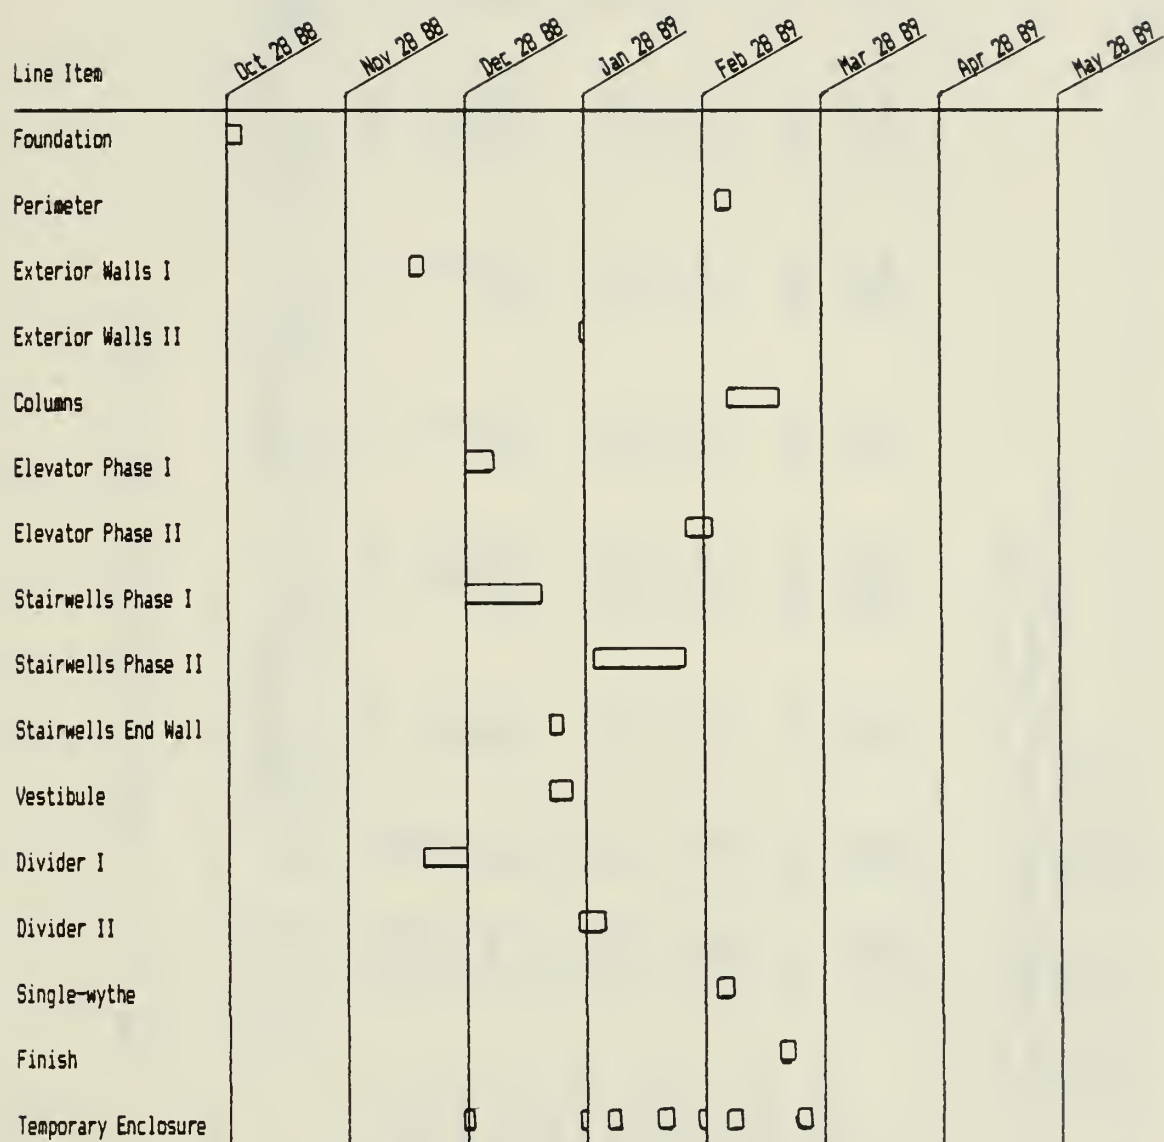 Line Item
Oct 28 88
Nov 28 88
Dec 28 88
Jan 28 89
Feb 28 89
Mar 28 89
Apr 28 89
May 28 89
Foundation
Perimeter
Exterior Walls I
Exterior Walls II
Columns
Elevator Phase I
Elevator Phase II
Stairwells Phase I
Stairwells Phase II
Stairwells End Wall
Vestibule
Divider I
Divider II
Single-wythe
Finish
Temporary Enclosure